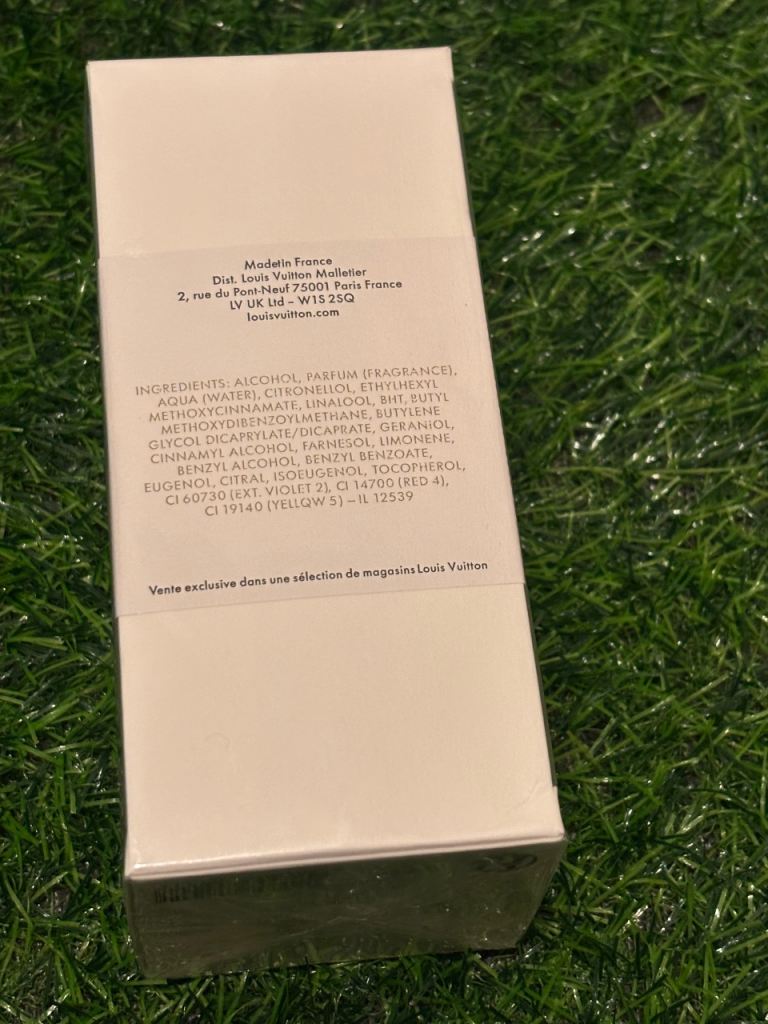 Madetin France
Dist. Louis Vuitton Malletier
2, rue du Pont-Neuf 75001 Paris France
LV UK Ltd – W1S 2SQ
louisvuitton.com
INGREDIENTS: ALCOHOL, PARFUM (FRAGRANCE),
AQUA (WATER), CITRONELLOL, ETHYLHEXYL
METHOXYCINNAMATE, LINALOOL, BHT, BUTYL
METHOXYDIBENZOYLMETHANE, BUTYLENE
GLYCOL DICAPRYLATE/DICAPRATE, GERANIOL,
CINNAMYL ALCOHOL, FARNESOL, LIMONENE,
BENZYL ALCOHOL, BENZYL BENZOATE,
EUGENOL, CITRAL, ISOEUGENOL, TOCOPHEROL,
CI 60730 (EXT. VIOLET 2), CI 14700 (RED 4),
CI 19140 (YELLQW 5) – IL 12539
Vente exclusive dans une sélection de magasins Louis Vuitton